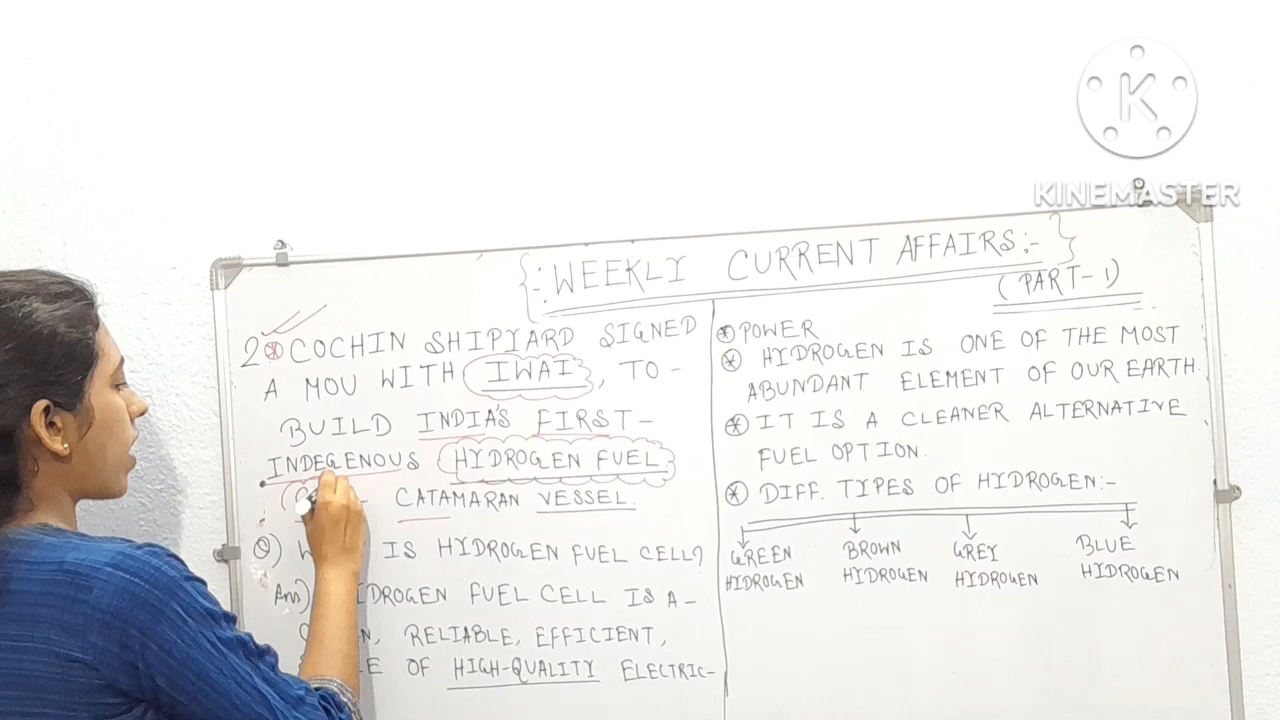 K
KINEMASTER
{:WEEKLY CURRENT AFFAIRS:-}
(PART-1)
2 * COCHIN SHIPYARD SIGNED
A MOU WITH IWAI, TO-
BUILD INDIA'S FIRST-
INDEGENOUS HYDROGEN FUEL
CATAMARAN VESSEL.
Q) IS HYDROGEN FUEL CELL?
Ans) FUEL CELL IS A-
RELIABLE, EFFICIENT,
OF HIGH-QUALITY ELECTRIC-
* POWER
* HYDROGEN IS ONE OF THE MOST
ABUNDANT ELEMENT OF OUR EARTH.
* IT IS A CLEANER ALTERNATIVE
FUEL OPTION.
* DIFF. TYPES OF HYDROGEN:-
GREEN HYDROGEN
BROWN HYDROGEN
GREY HYDROGEN
BLUE HYDROGEN